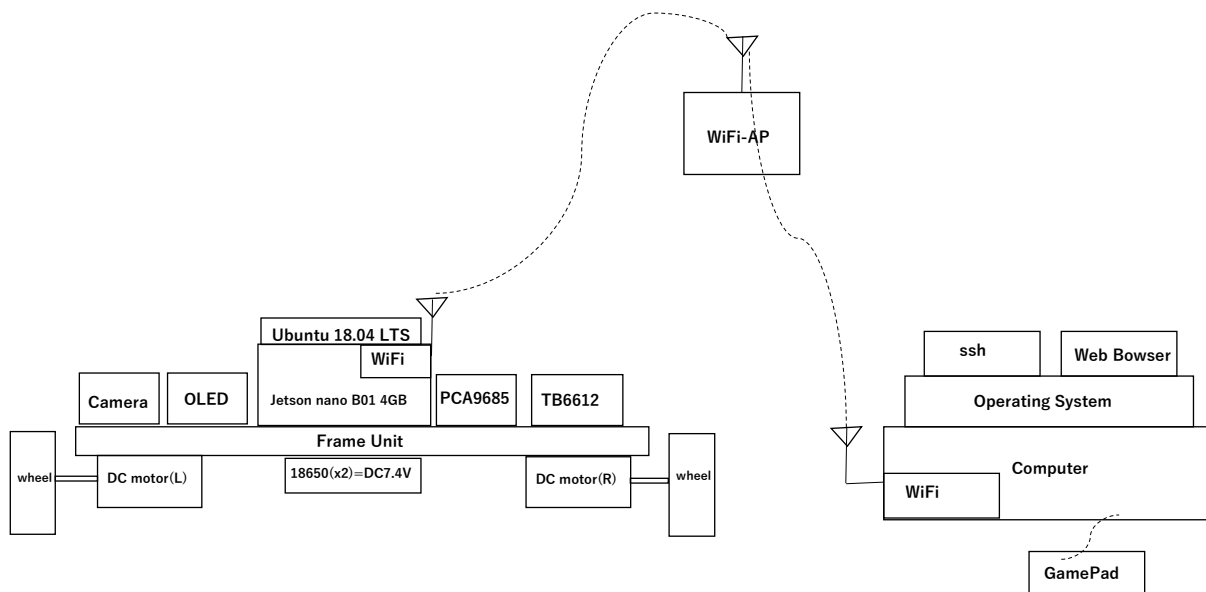 WiFi-AP
Ubuntu 18.04 LTS
WiFi
Camera
OLED
Jetson nano B01 4GB
PCA9685
TB6612
Frame Unit
wheel
DC motor(L)
18650(x2)=DC7.4V
DC motor(R)
wheel
ssh
Web Bowser
Operating System
Computer
WiFi
GamePad